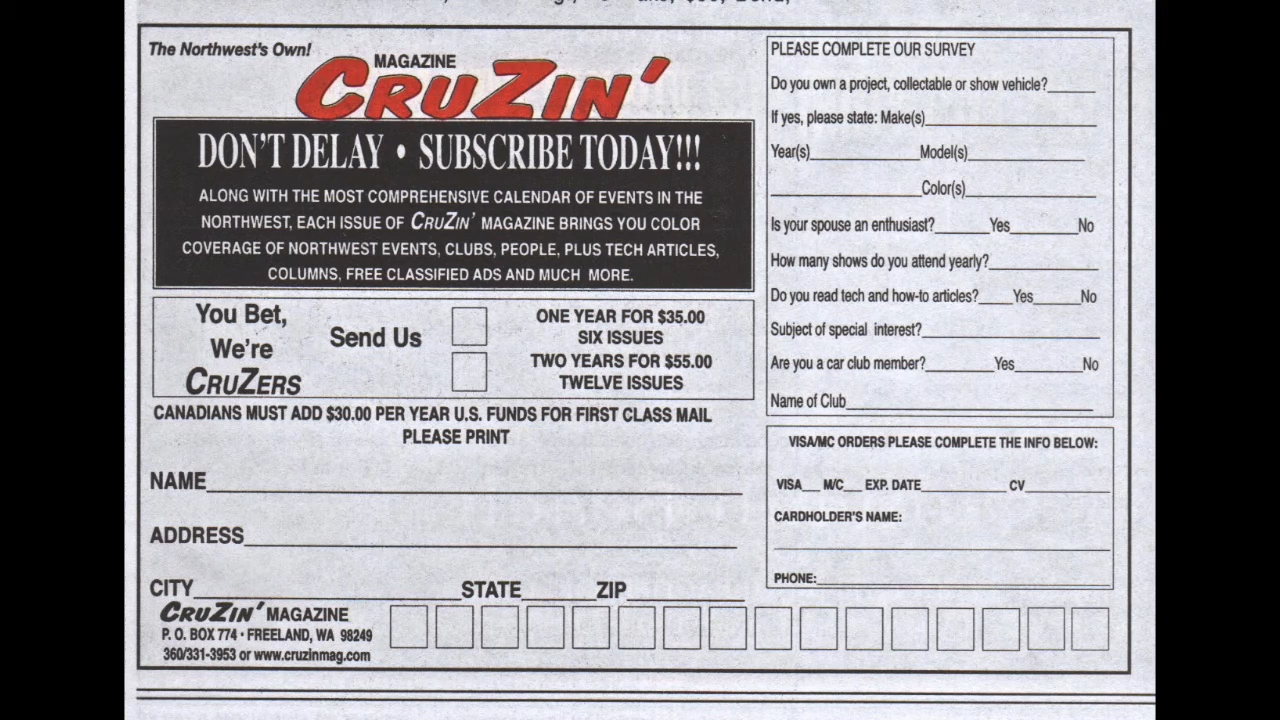 The Northwest's Own!
MAGAZINE
CRUZIN'
DON'T DELAY • SUBSCRIBE TODAY!!!
ALONG WITH THE MOST COMPREHENSIVE CALENDAR OF EVENTS IN THE
NORTHWEST, EACH ISSUE OF CRUZIN' MAGAZINE BRINGS YOU COLOR
COVERAGE OF NORTHWEST EVENTS, CLUBS, PEOPLE, PLUS TECH ARTICLES,
COLUMNS, FREE CLASSIFIED ADS AND MUCH MORE.
You Bet,
We're
CRUZERS
Send Us
ONE YEAR FOR $35.00
SIX ISSUES
TWO YEARS FOR $55.00
TWELVE ISSUES
CANADIANS MUST ADD $30.00 PER YEAR U.S. FUNDS FOR FIRST CLASS MAIL
PLEASE PRINT
NAME
ADDRESS
CITY STATE ZIP
CRUZIN' MAGAZINE
P. O. BOX 774 • FREELAND, WA 98249
360/331-3953 or www.cruzinmag.com
PLEASE COMPLETE OUR SURVEY
Do you own a project, collectable or show vehicle?
If yes, please state: Make(s)
Year(s) Model(s)
Color(s)
Is your spouse an enthusiast? Yes No
How many shows do you attend yearly?
Do you read tech and how-to articles? Yes No
Subject of special interest?
Are you a car club member? Yes No
Name of Club
VISA/MC ORDERS PLEASE COMPLETE THE INFO BELOW:
VISA M/C EXP. DATE CV
CARDHOLDER'S NAME:
PHONE: